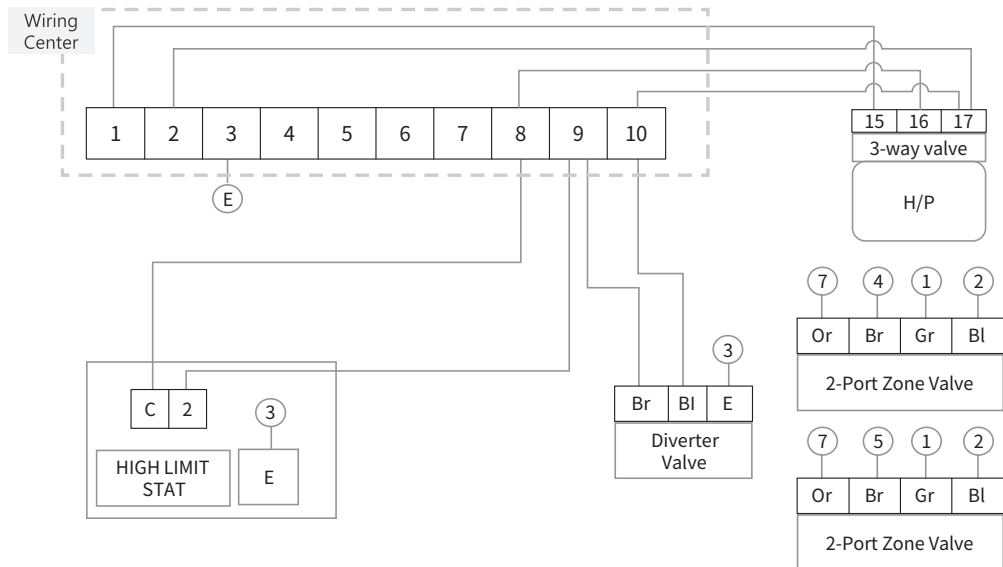 Wiring
Center
1 2 3 4 5 6 7 8 9 10
E
15 16 17
3-way valve
H/P
7 4 1 2
Or Br Gr Bl
2-Port Zone Valve
7 5 1 2
Or Br Gr Bl
2-Port Zone Valve
C 2
3
HIGH LIMIT
STAT
E
3
Br Bl E
Diverter
Valve